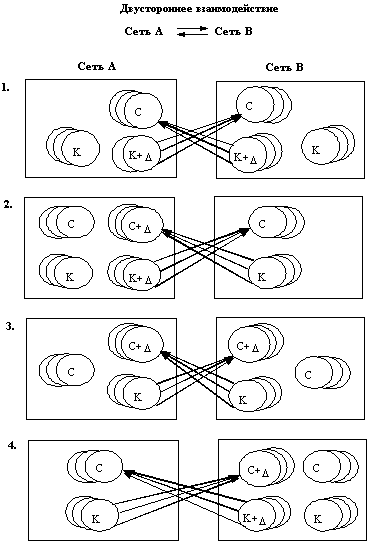 Двустороннее взаимодействие
Сеть А Сеть В
Сеть А Сеть В
1.
С С
К К+Δ К+Δ К
2.
С С+Δ С
К К+Δ К
3.
С+Δ С+Δ
С К К С
4.
С С+Δ С
К К+Δ К